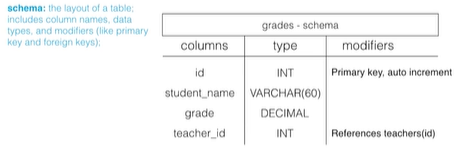 schema: the layout of a table;
includes column names, data
types, and modifiers (like primary
key and foreign keys);
grades - schema
columns type modifiers
id INT Primary key, auto increment
student_name VARCHAR(60)
grade DECIMAL
teacher_id INT References teachers(id)